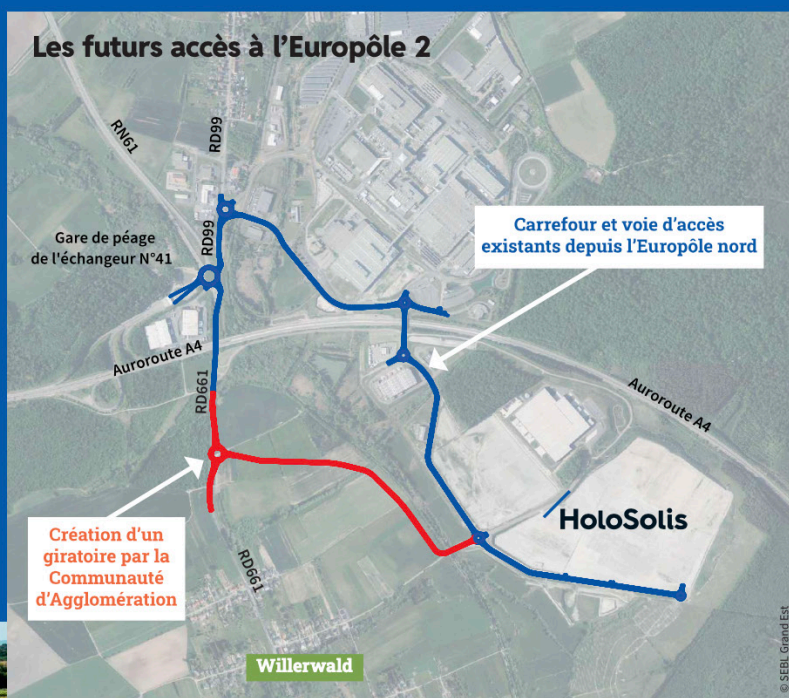 Les futurs accès à l'Europôle 2
RN61
RD99
RD99
Gare de péage
de l'échangeur N°41
Carrefour et voie d'accès
existants depuis l'Europôle nord
Auroroute A4
RD661
Auroroute A4
HoloSolis
Création d'un
giratoire par la
Communauté
d'Agglomération
RD661
Willerwald
© SEBL Grand Est